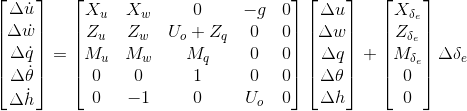 \begin{bmatrix} \Delta\dot{u} \\ \Delta\dot{w} \\ \Delta\dot{q} \\ \Delta\dot{\theta} \\ \Delta\dot{h} \end{bmatrix} = \begin{bmatrix} X_u & X_w & 0 & -g & 0 \\ Z_u & Z_w & U_o + Z_q & 0 & 0 \\ M_u & M_w & M_q & 0 & 0 \\ 0 & 0 & 1 & 0 & 0 \\ 0 & -1 & 0 & U_o & 0 \end{bmatrix} \begin{bmatrix} \Delta u \\ \Delta w \\ \Delta q \\ \Delta\theta \\ \Delta h \end{bmatrix} + \begin{bmatrix} X_{\delta_e} \\ Z_{\delta_e} \\ M_{\delta_e} \\ 0 \\ 0 \end{bmatrix} \Delta\delta_e